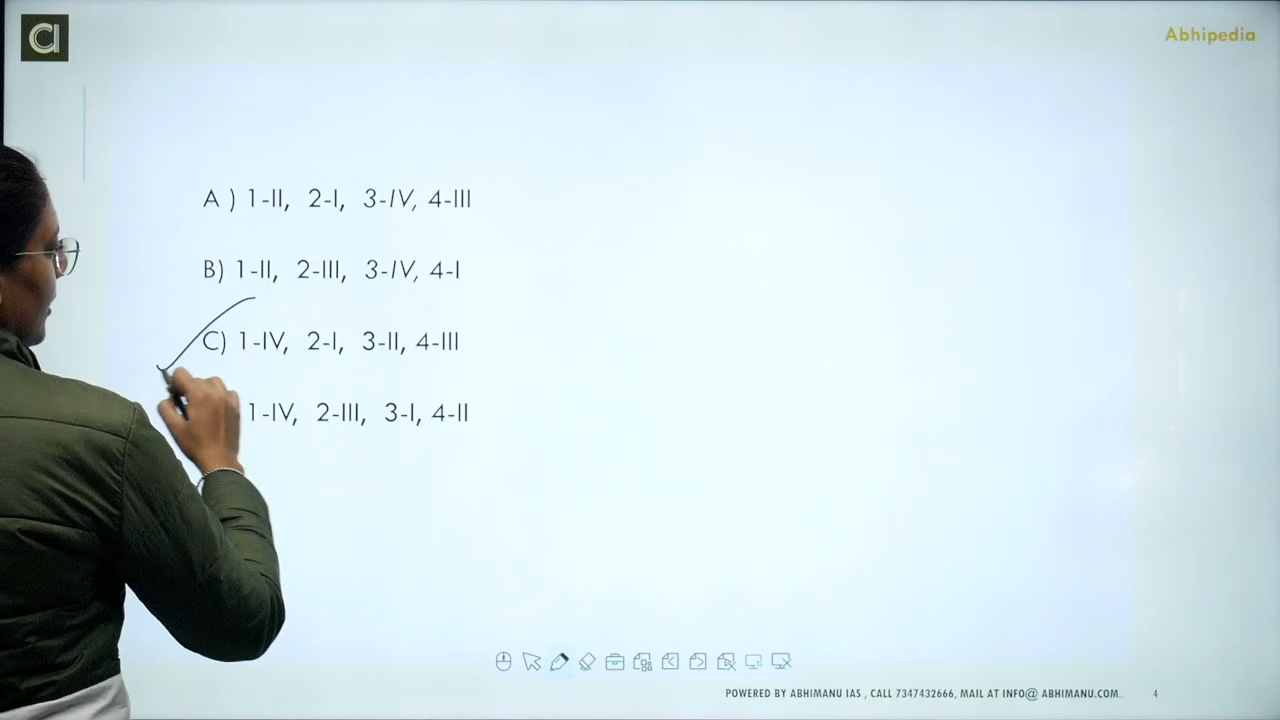 Abhipedia
A ) 1-II, 2-I, 3-IV, 4-III
B) 1-II, 2-III, 3-IV, 4-I
C) 1-IV, 2-I, 3-II, 4-III
1-IV, 2-III, 3-I, 4-II
POWERED BY ABHIMANU IAS , CALL 7347432666, MAIL AT INFO@ ABHIMANU.COM.. 4